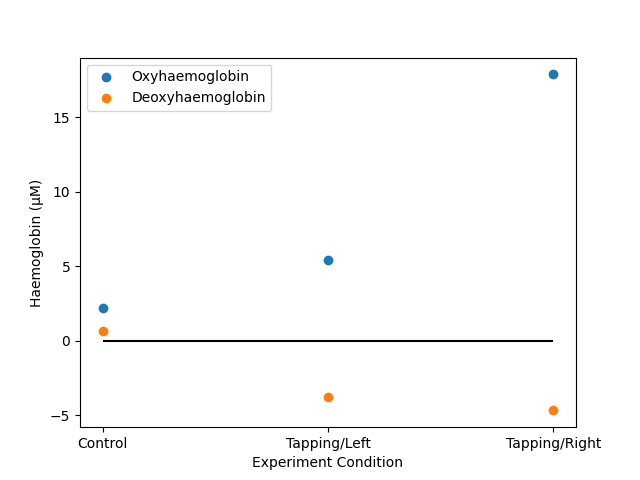 Oxyhaemoglobin
Deoxyhaemoglobin
Haemoglobin (μM)
15
10
5
0
−5
Control
Tapping/Left
Tapping/Right
Experiment Condition